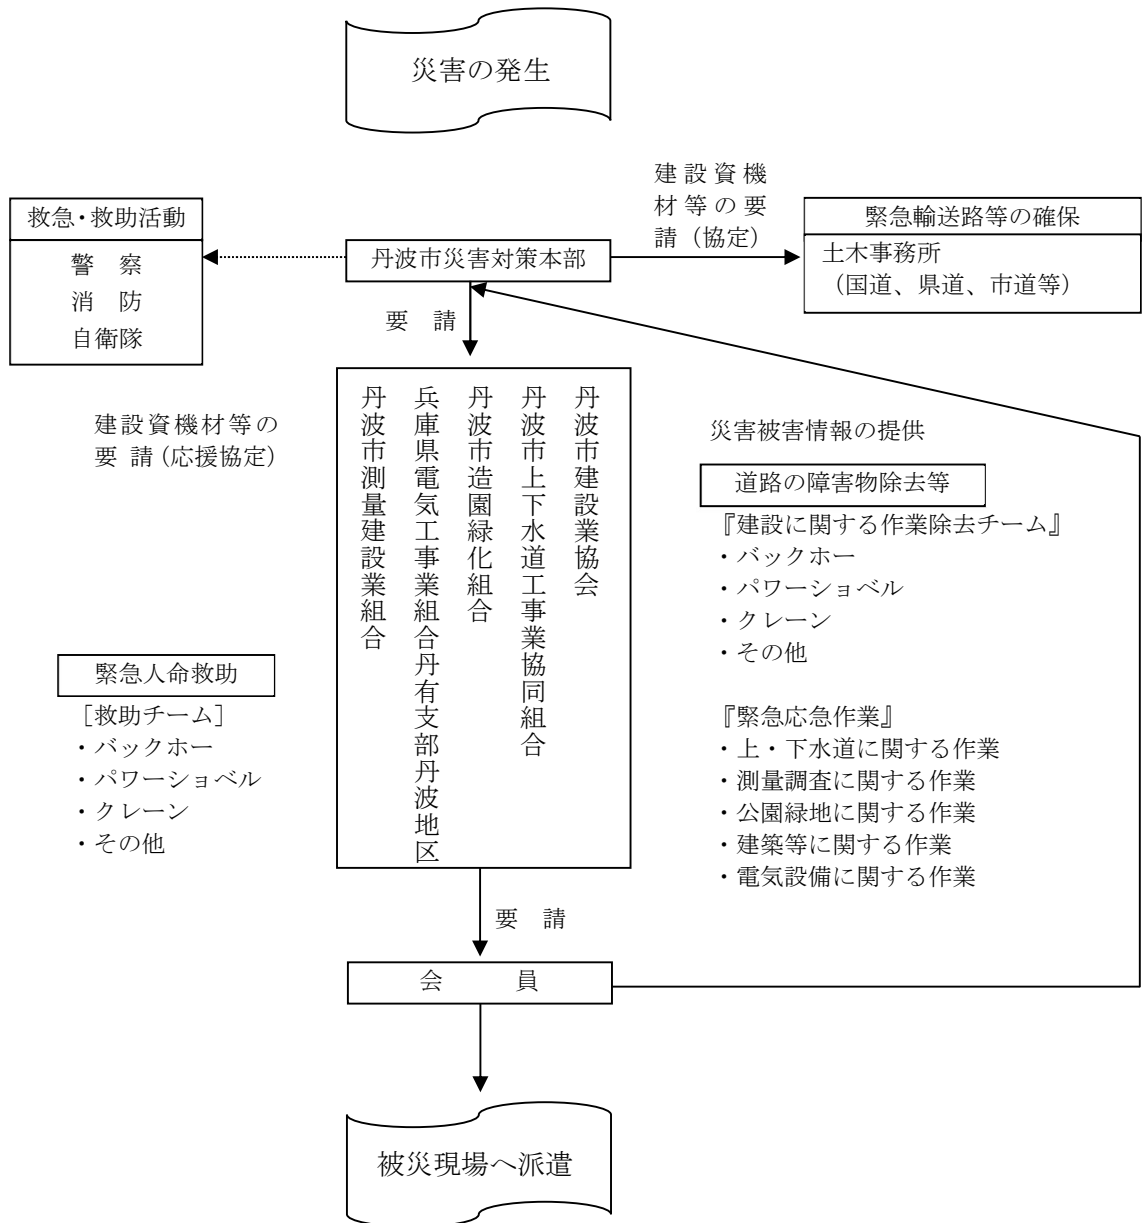 災害の発生
建設資機
材等の要
請（協定）
救急・救助活動
警　察
消　防
自衛隊
丹波市災害対策本部
緊急輸送路等の確保
土木事務所
（国道、県道、市道等）
要　請
建設資機材等の
要 請（応援協定）
丹波市建設業協会
丹波市上下水道工事業協同組合
丹波市造園緑化組合
兵庫県電気工事業組合丹有支部丹波地区
丹波市測量建設業組合
災害被害情報の提供
道路の障害物除去等
『建設に関する作業除去チーム』
・バックホー
・パワーショベル
・クレーン
・その他
緊急人命救助
［救助チーム］
・バックホー
・パワーショベル
・クレーン
・その他
『緊急応急作業』
・上・下水道に関する作業
・測量調査に関する作業
・公園緑地に関する作業
・建築等に関する作業
・電気設備に関する作業
要　請
会　　員
被災現場へ派遣